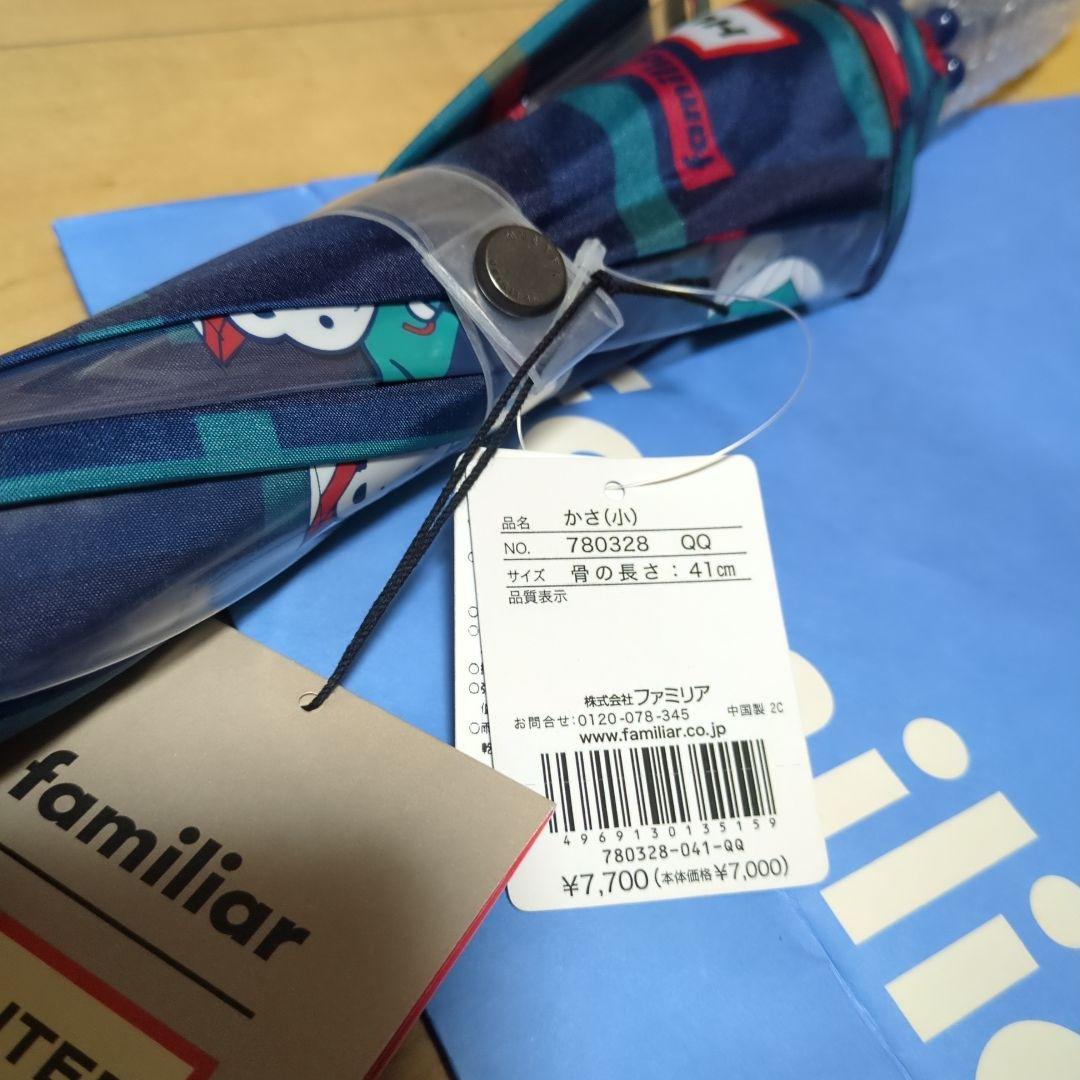 familiar
品名 かさ(小)
NO. 780328 QQ
サイズ 骨の長さ：41cm
品質表示
株式会社ファミリア
お問合せ:0120-078-345 中国製 2C
www.familiar.co.jp
4969130135159
780328-041-QQ
¥7,700(本体価格¥7,000)
familiar